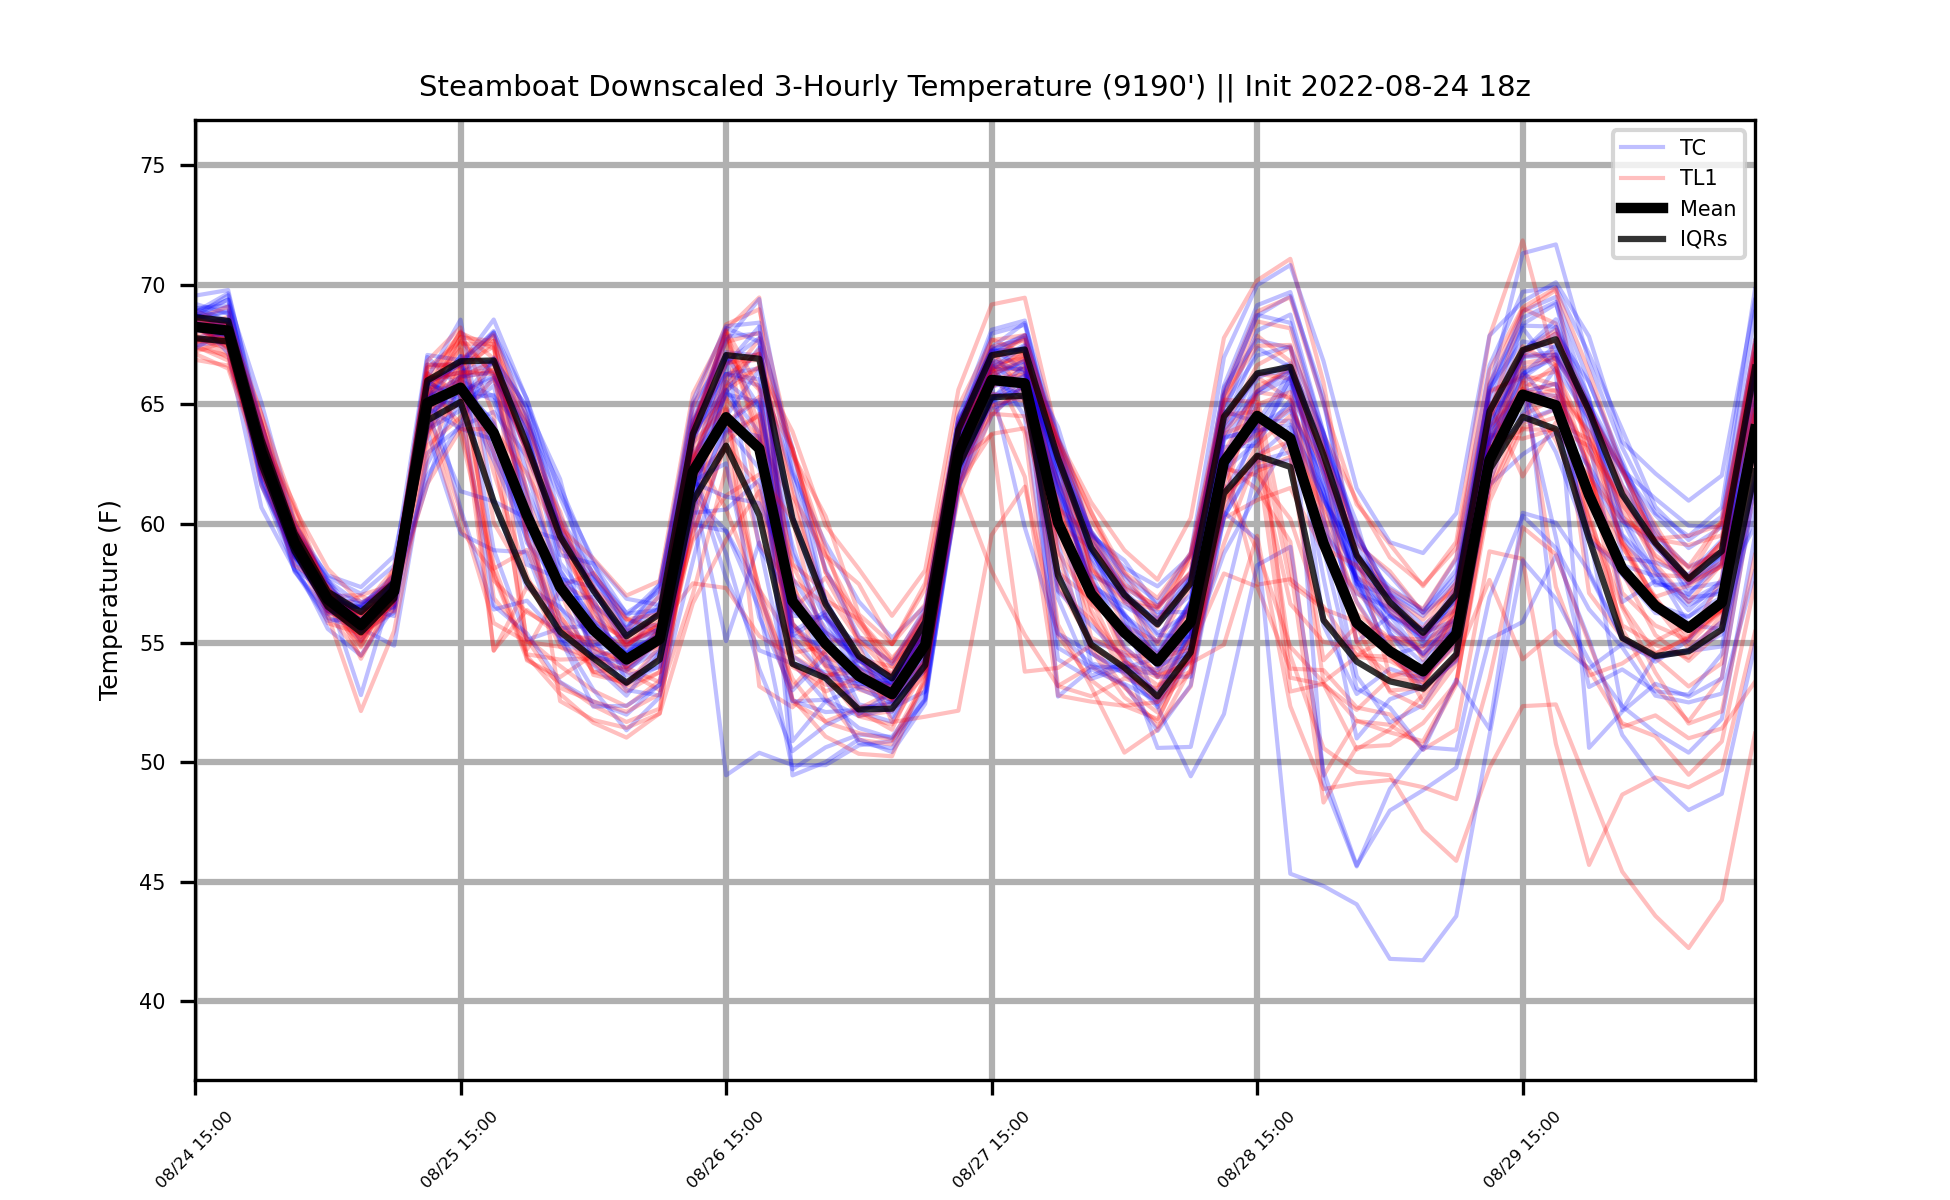 Steamboat Downscaled 3-Hourly Temperature (9190') || Init 2022-08-24 18z
TC
TL1
Mean
IQRs
Temperature (F)
75
70
65
60
55
50
45
40
08/24 15:00
08/25 15:00
08/26 15:00
08/27 15:00
08/28 15:00
08/29 15:00